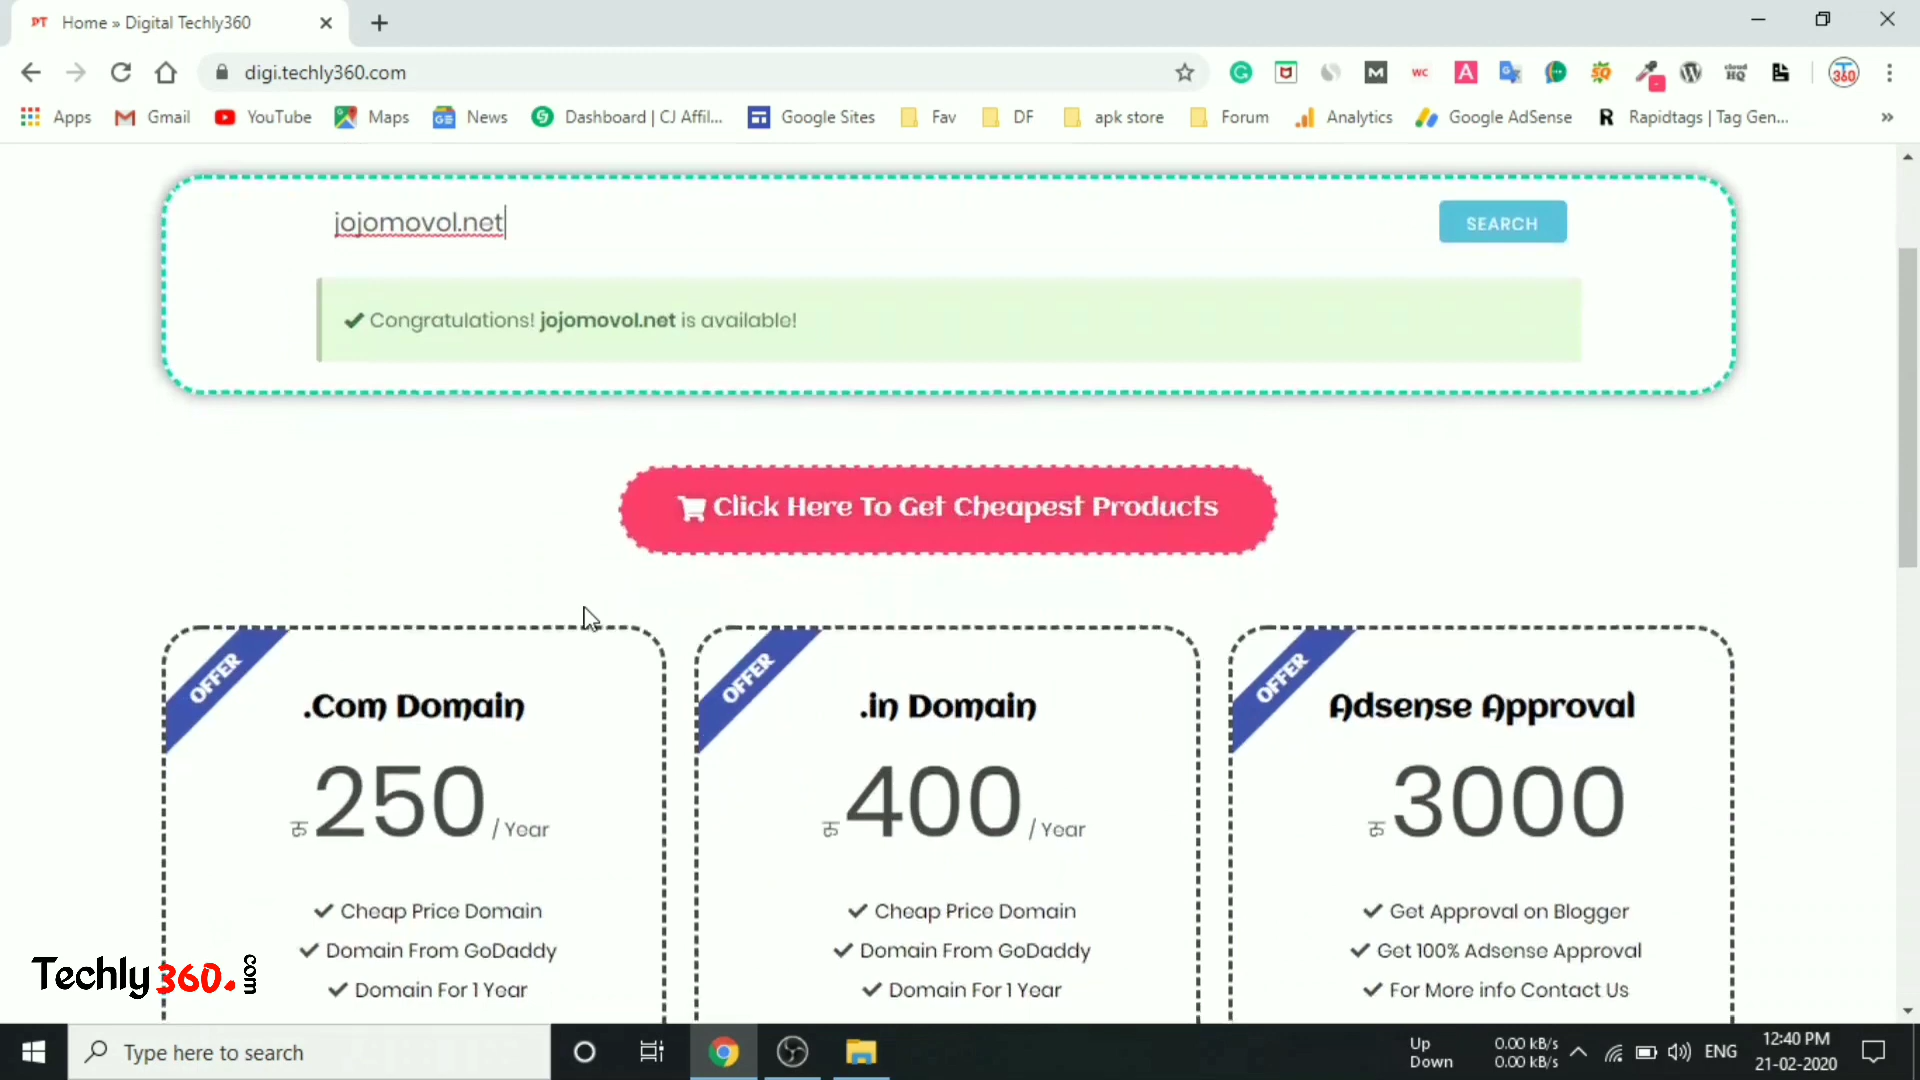 Home » Digital Techly360
digi.techly360.com
Apps Gmail YouTube Maps News Dashboard | CJ Affil... Google Sites Fav DF apk store Forum Analytics Google AdSense Rapidtags | Tag Gen... »
jojomovol.net SEARCH
Congratulations! jojomovol.net is available!
Click Here To Get Cheapest Products
OFFER OFFER OFFER
.Com Domain .in Domain Adsense Approval
रु 250 / Year रु 400 / Year रु 3000
Cheap Price Domain Cheap Price Domain Get Approval on Blogger
Domain From GoDaddy Domain From GoDaddy Get 100% Adsense Approval
Domain For 1 Year Domain For 1 Year For More info Contact Us
Techly360.com
Type here to search
Up 0.00 kB/s
Down 0.00 kB/s
ENG
12:40 PM
21-02-2020